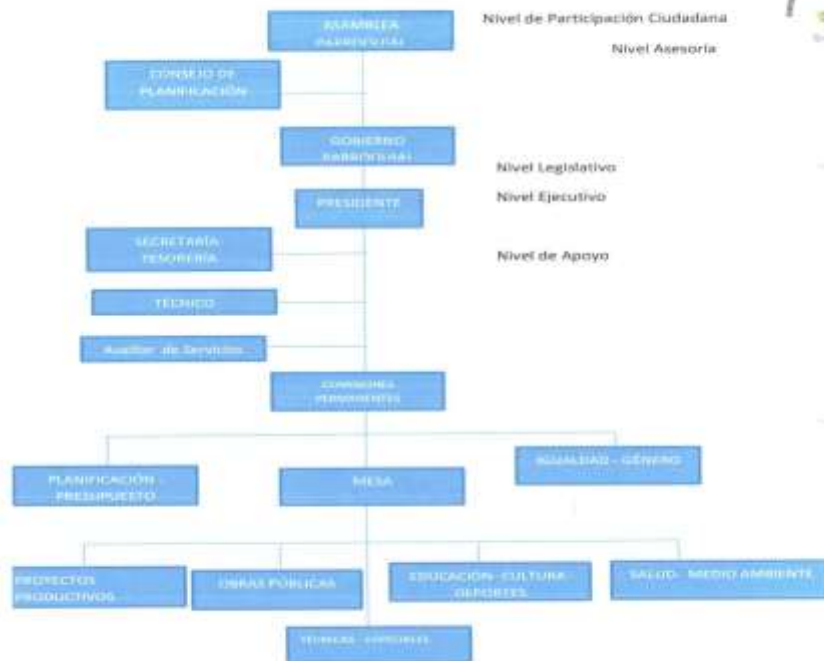 ASAMBLEA
PARROQUIAL
Nivel de Participación Ciudadana
Nivel Asesoría
CONSEJO DE
PLANIFICACIÓN
GOBIERNO
PARROQUIAL
Nivel Legislativo
PRESIDENTE
Nivel Ejecutivo
SECRETARÍA
TESORERÍA
Nivel de Apoyo
TÉCNICO
Auxiliar de Servicios
COMISIONES
PERMANENTES
PLANIFICACIÓN -
PRESUPUESTO
MESA
IGUALDAD - GÉNERO
PROYECTOS
PRODUCTIVOS
OBRAS PÚBLICAS
EDUCACIÓN- CULTURA -
DEPORTES
SALUD- MEDIO AMBIENTE
TÉCNICAS -